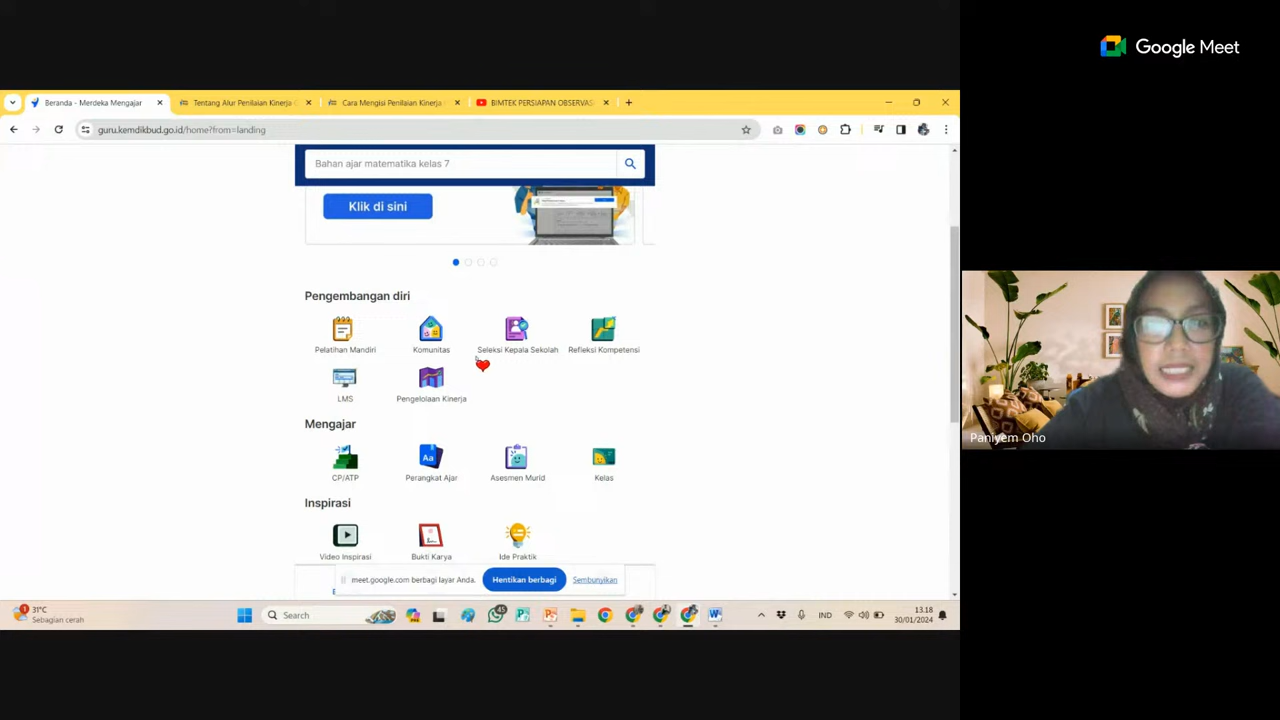 Google Meet
Beranda - Merdeka Mengajar
Tentang Alur Penilaian Kinerja
Cara Mengisi Penilaian Kinerja
BIMTEK PERSIAPAN OBSERVAS
guru.kemdikbud.go.id/home?from=landing
Bahan ajar matematika kelas 7
Klik di sini
Pengembangan diri
Pelatihan Mandiri
Komunitas
Seleksi Kepala Sekolah
Refleksi Kompetensi
LMS
Pengelolaan Kinerja
Mengajar
CP/ATP
Aa
Perangkat Ajar
Asesmen Murid
Kelas
Inspirasi
Video Inspirasi
Bukti Karya
Ide Praktik
meet.google.com berbagi layar Anda.
Hentikan berbagi
Sembunyikan
Paniyem Oho
1
31°C
Sebagian cerah
Search
45
IND
13.18
30/01/2024